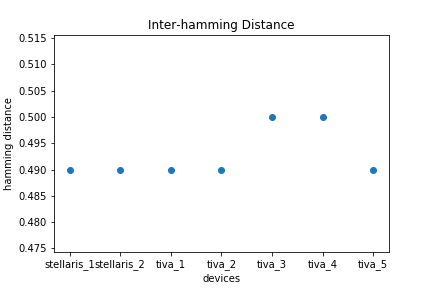 Inter-hamming Distance
0.515
0.510
0.505
0.500
0.495
0.490
0.485
0.480
0.475
hamming distance
stellaris_1 stellaris_2 tiva_1 tiva_2 tiva_3 tiva_4 tiva_5
devices